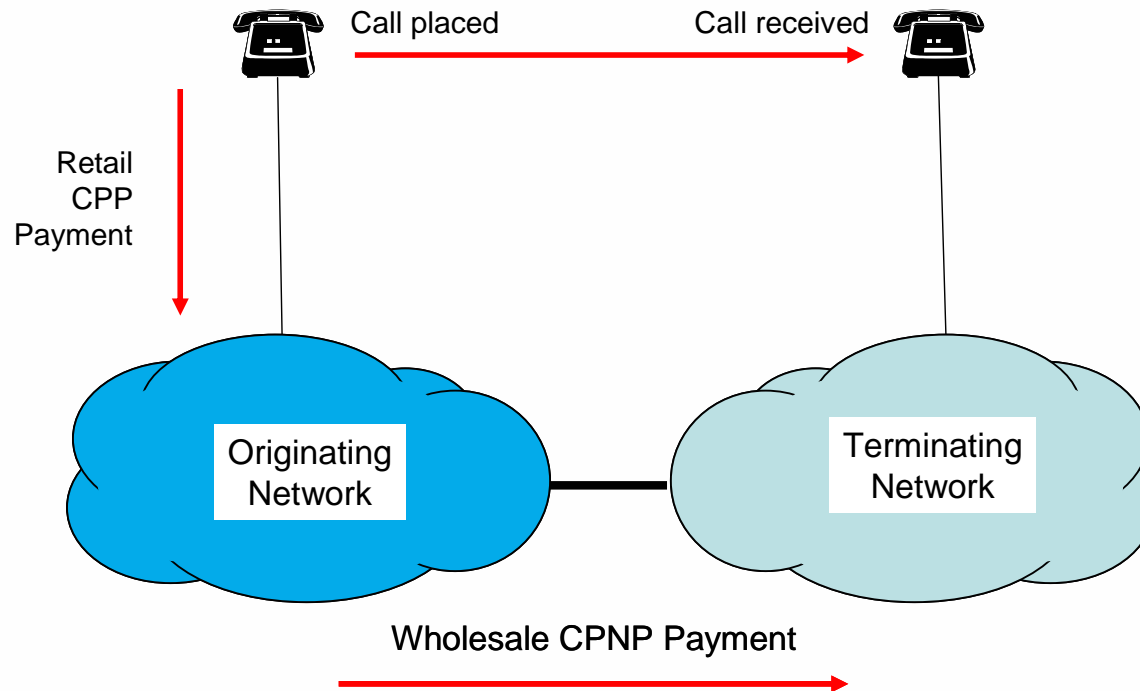 Call placed
Call received
Retail
CPP
Payment
Originating
Network
Terminating
Network
Wholesale CPNP Payment